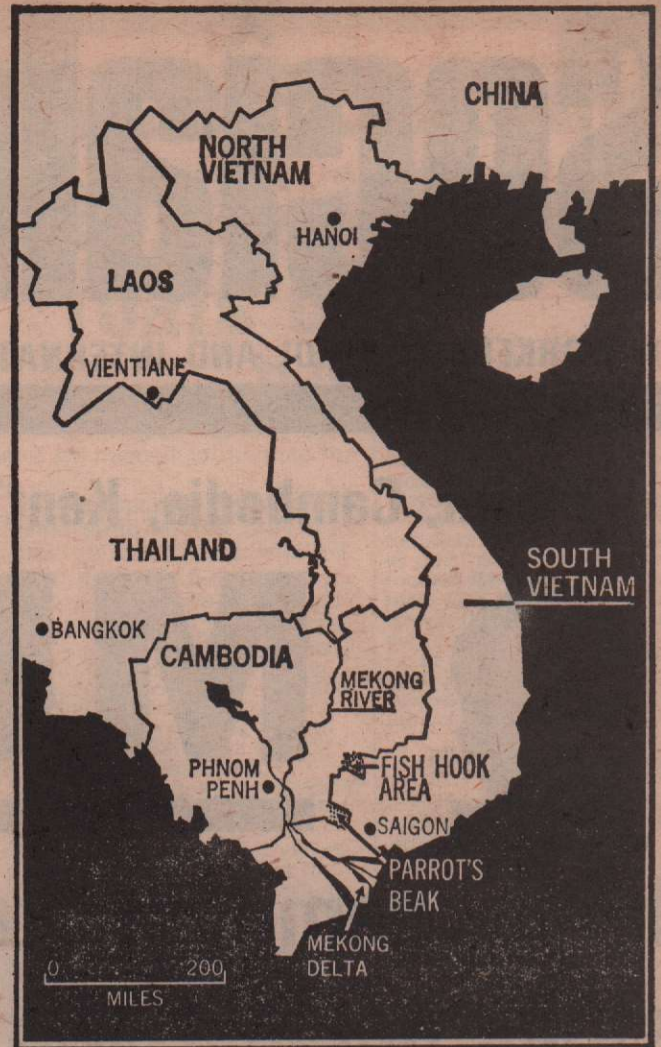 CHINA
NORTH
VIETNAM
HANOI
LAOS
VIENTIANE
THAILAND
SOUTH
VIETNAM
BANGKOK
CAMBODIA
MEKONG
RIVER
PHNOM
PENH
FISH HOOK
AREA
SAIGON
PARROT'S
BEAK
MEKONG
DELTA
0 200
MILES